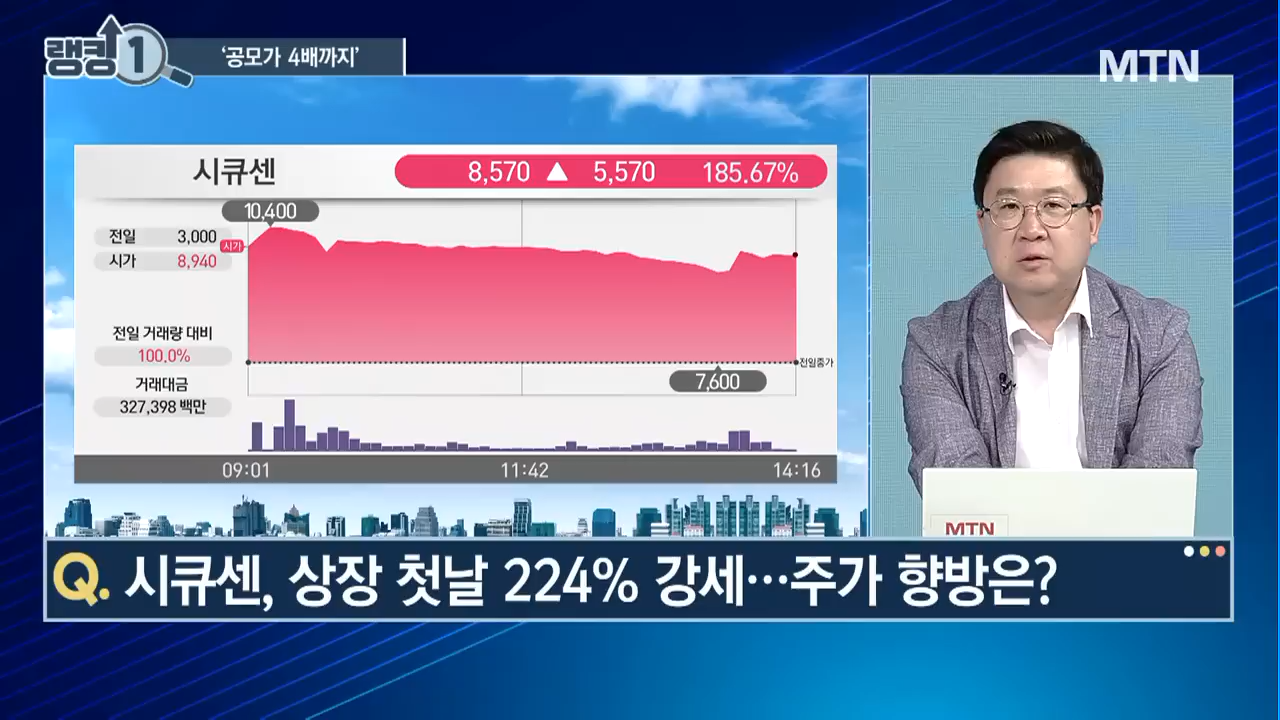 랭킹1
‘공모가 4배까지’
MTN
시큐센
8,570 ▲ 5,570 185.67%
10,400
전일 3,000
시가
시가 8,940
전일 거래량 대비
100.0%
전일종가
7,600
거래대금
327,398 백만
09:01 11:42 14:16
MTN
Q. 시큐센, 상장 첫날 224% 강세…주가 향방은?